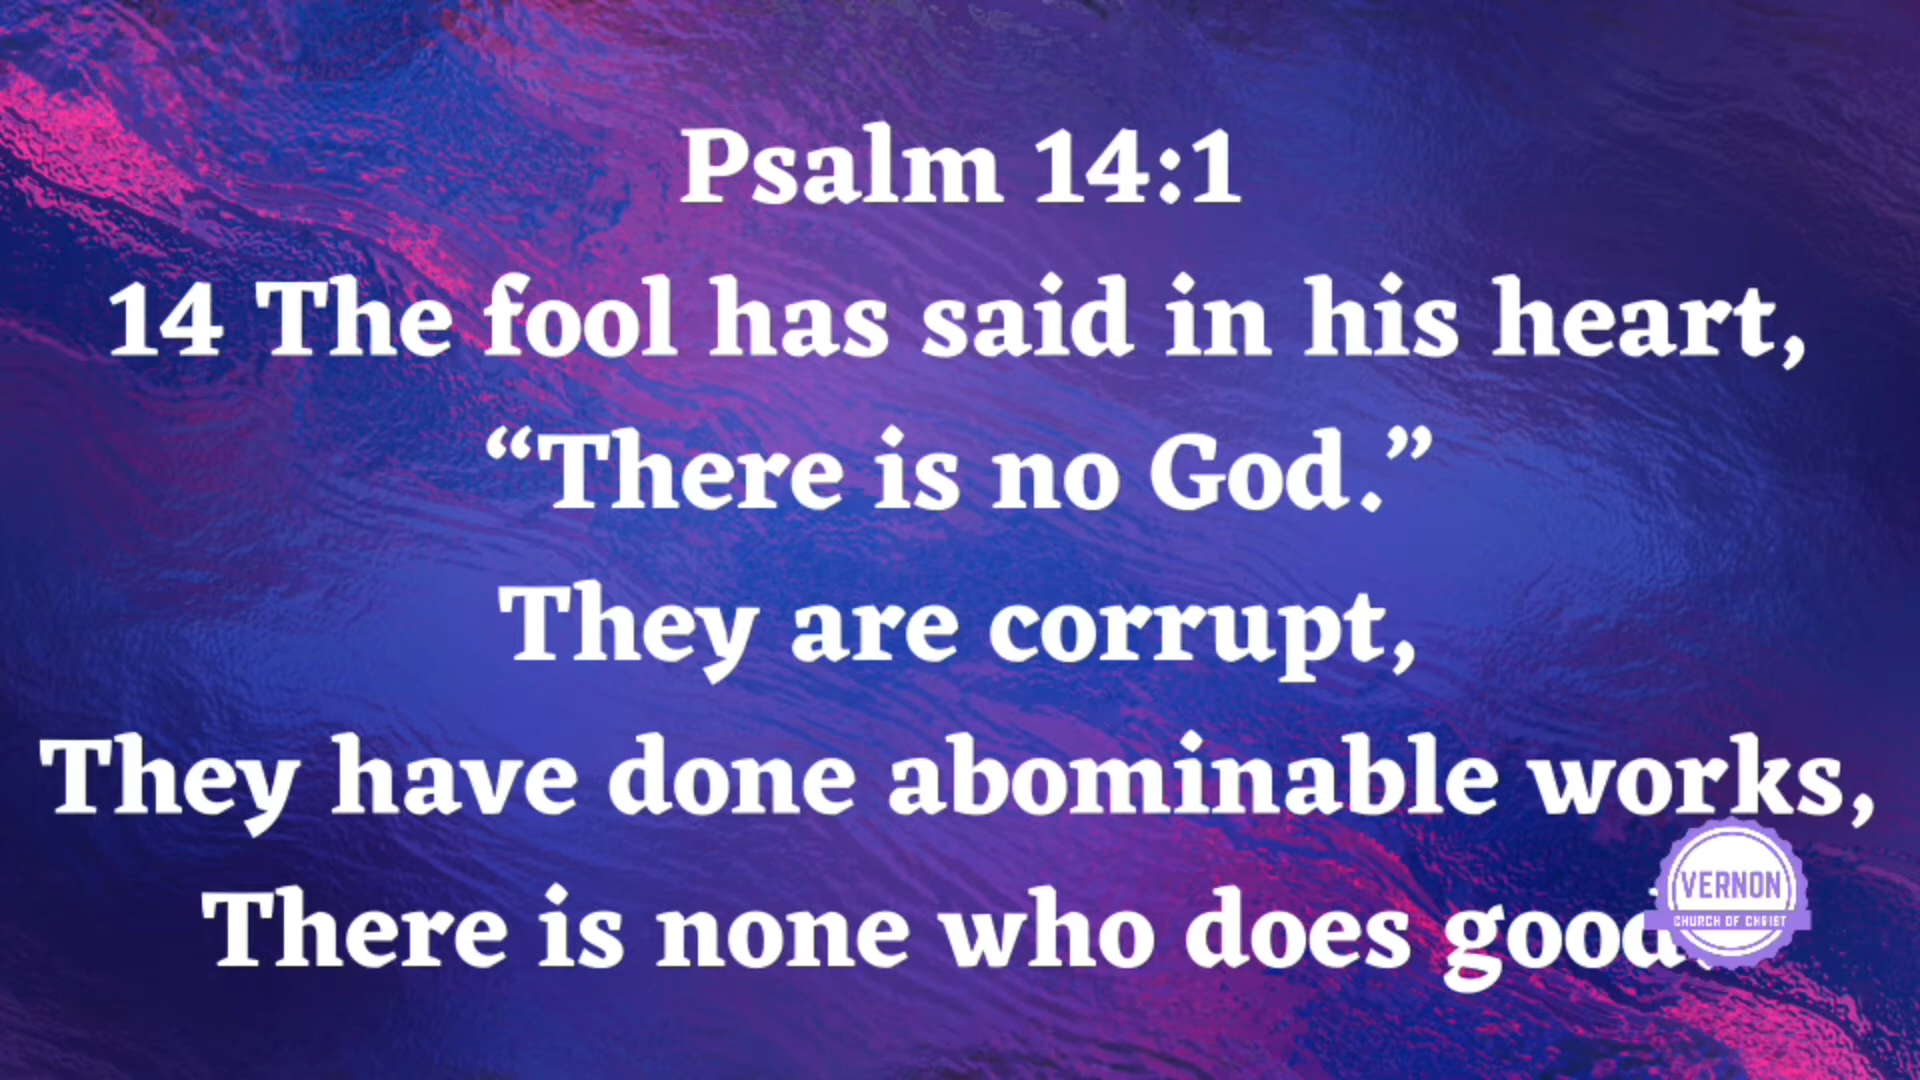 Psalm 14:1
14 The fool has said in his heart,
“There is no God.”
They are corrupt,
They have done abominable works,
There is none who does good.
VERNON
CHURCH OF CHRIST